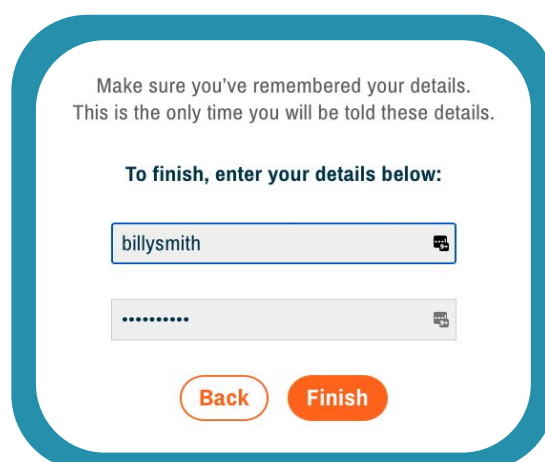 Make sure you've remembered your details.
This is the only time you will be told these details.
To finish, enter your details below:
billysmith
••••••••••
Back
Finish